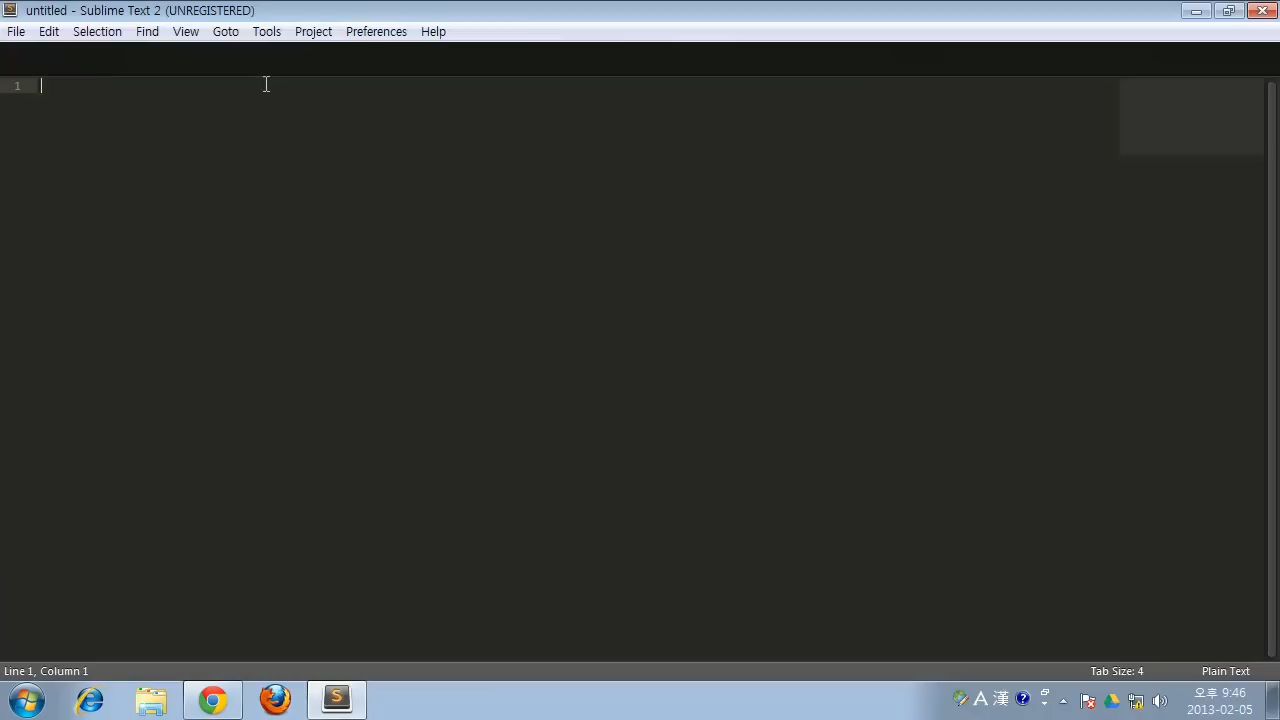 untitled - Sublime Text 2 (UNREGISTERED)
File Edit Selection Find View Goto Tools Project Preferences Help
1
Line 1, Column 1 Tab Size: 4 Plain Text
S A 漢 ? 오후 9:46
2013-02-05